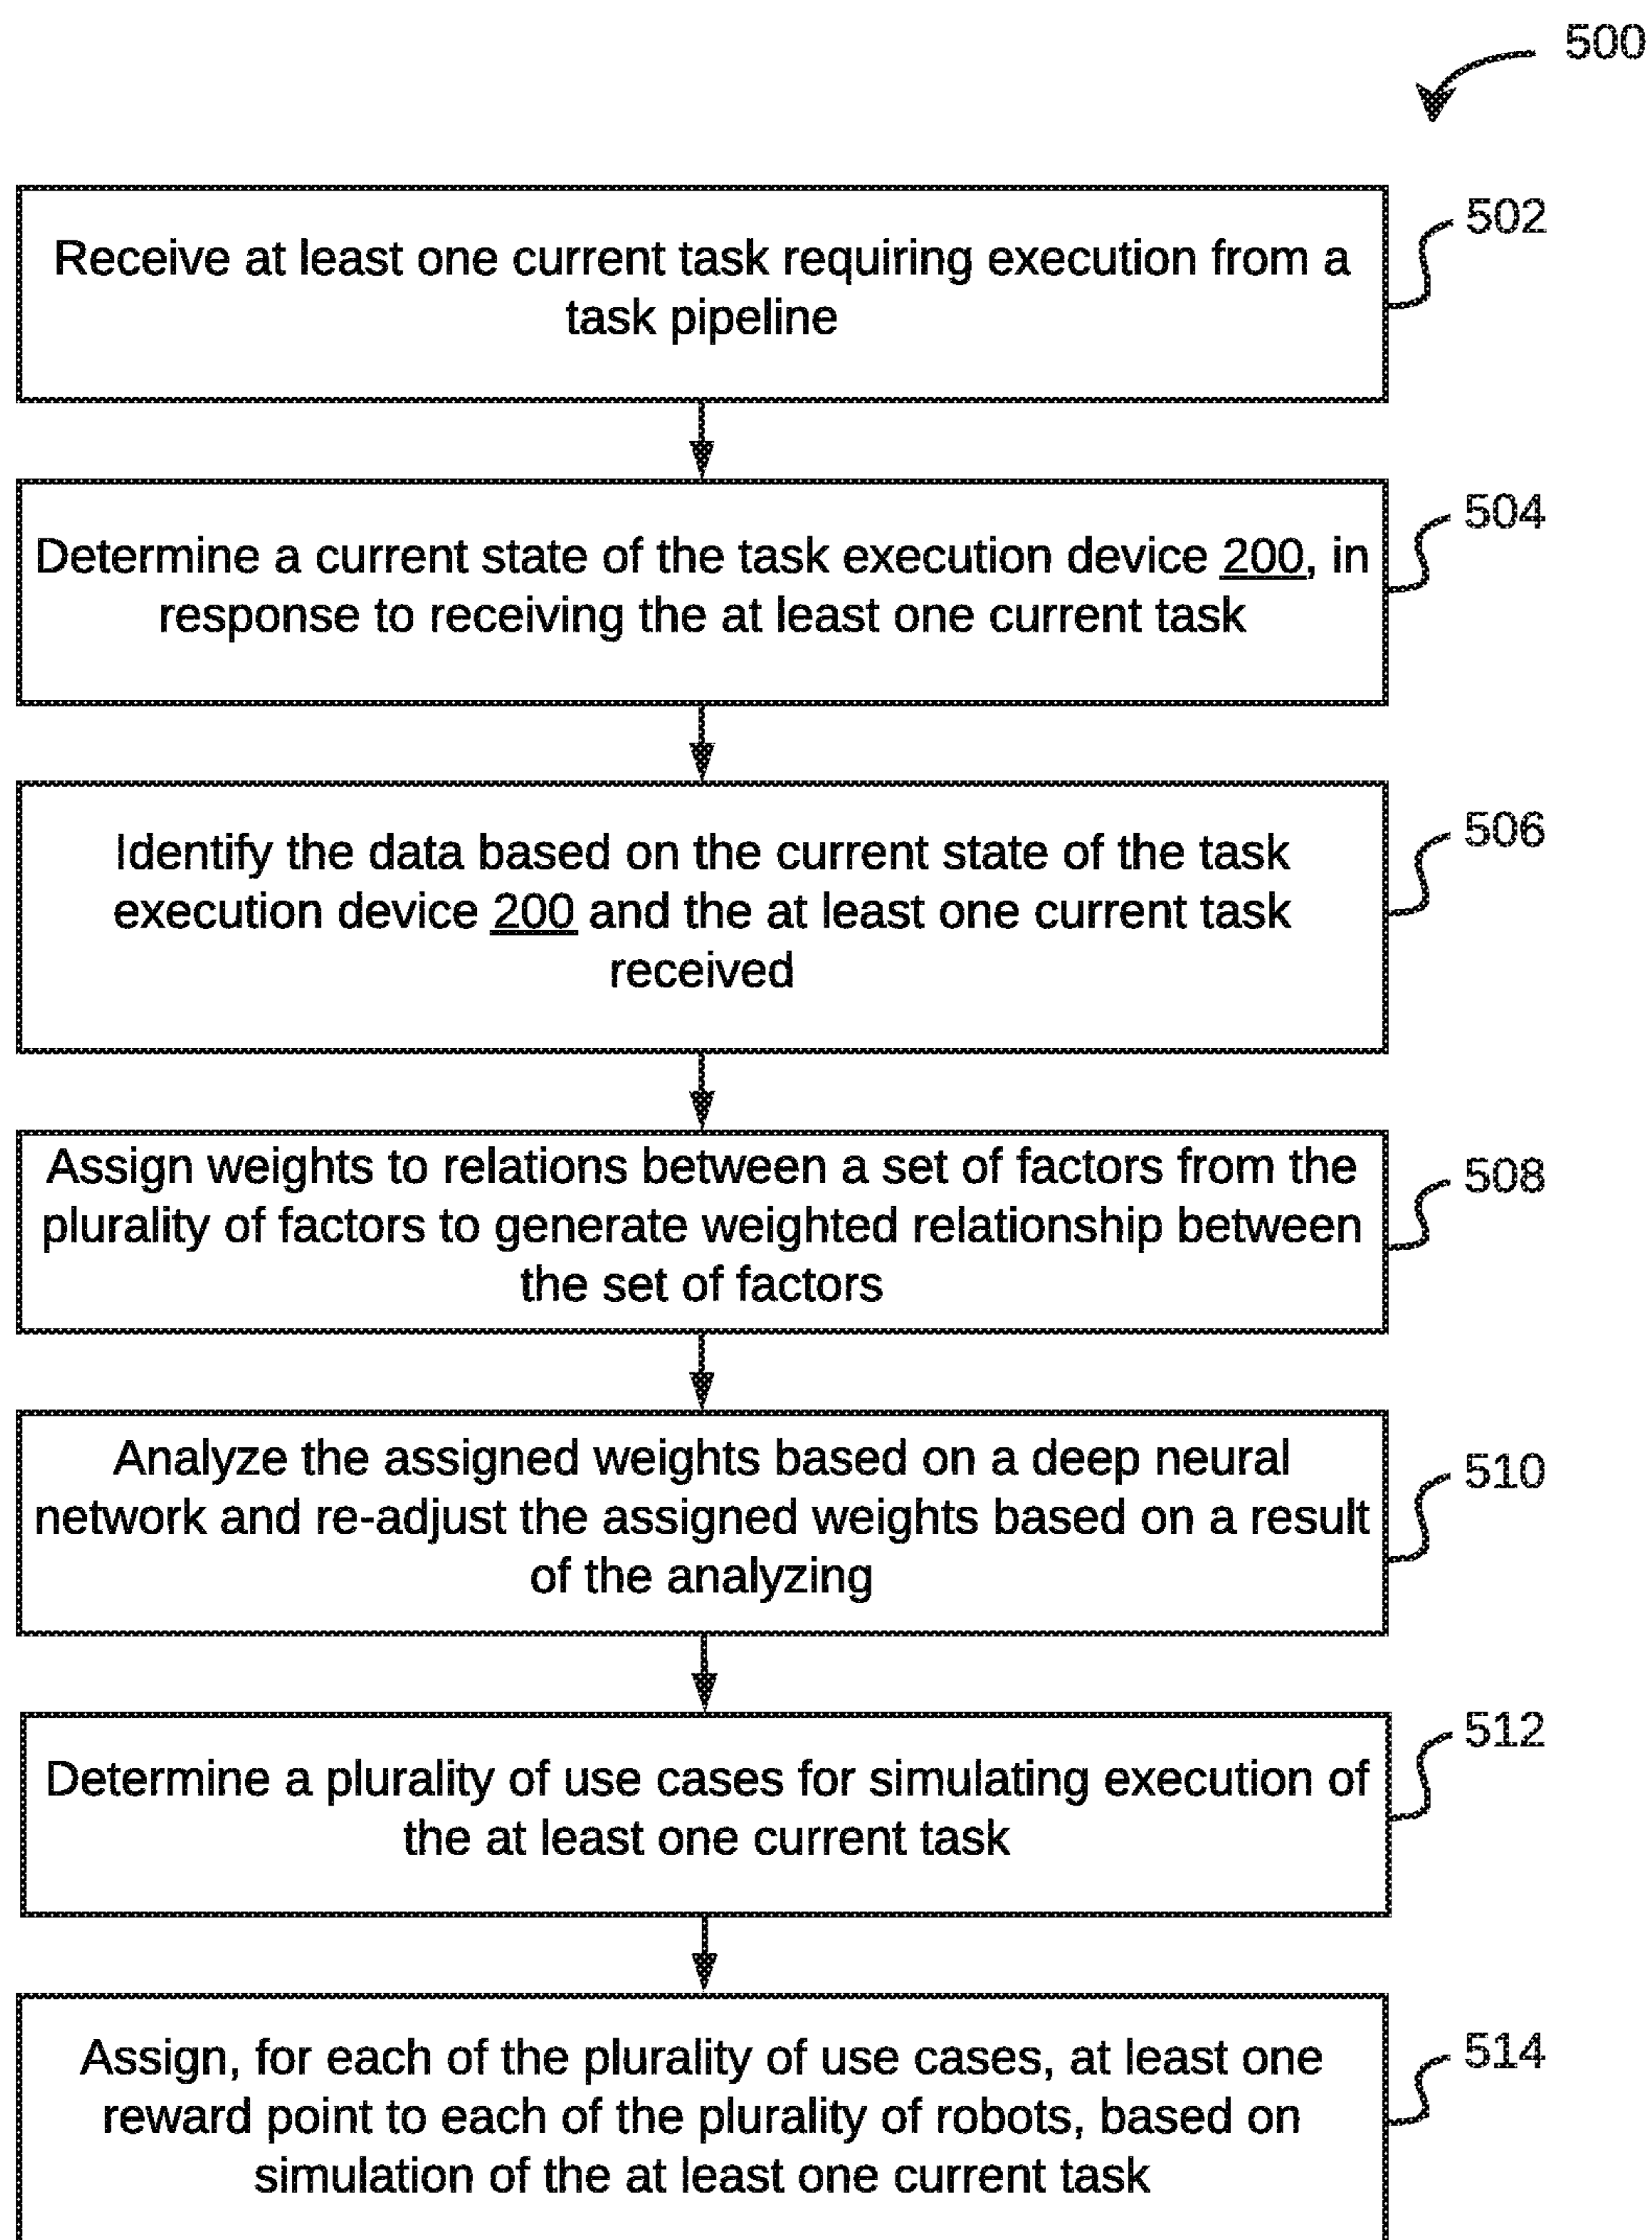 500
Receive at least one current task requiring execution from a
task pipeline
502
Determine a current state of the task execution device 200, in
response to receiving the at least one current task
504
Identify the data based on the current state of the task
execution device 200 and the at least one current task
received
506
Assign weights to relations between a set of factors from the
plurality of factors to generate weighted relationship between
the set of factors
508
Analyze the assigned weights based on a deep neural
network and re-adjust the assigned weights based on a result
of the analyzing
510
Determine a plurality of use cases for simulating execution of
the at least one current task
512
Assign, for each of the plurality of use cases, at least one
reward point to each of the plurality of robots, based on
simulation of the at least one current task
514